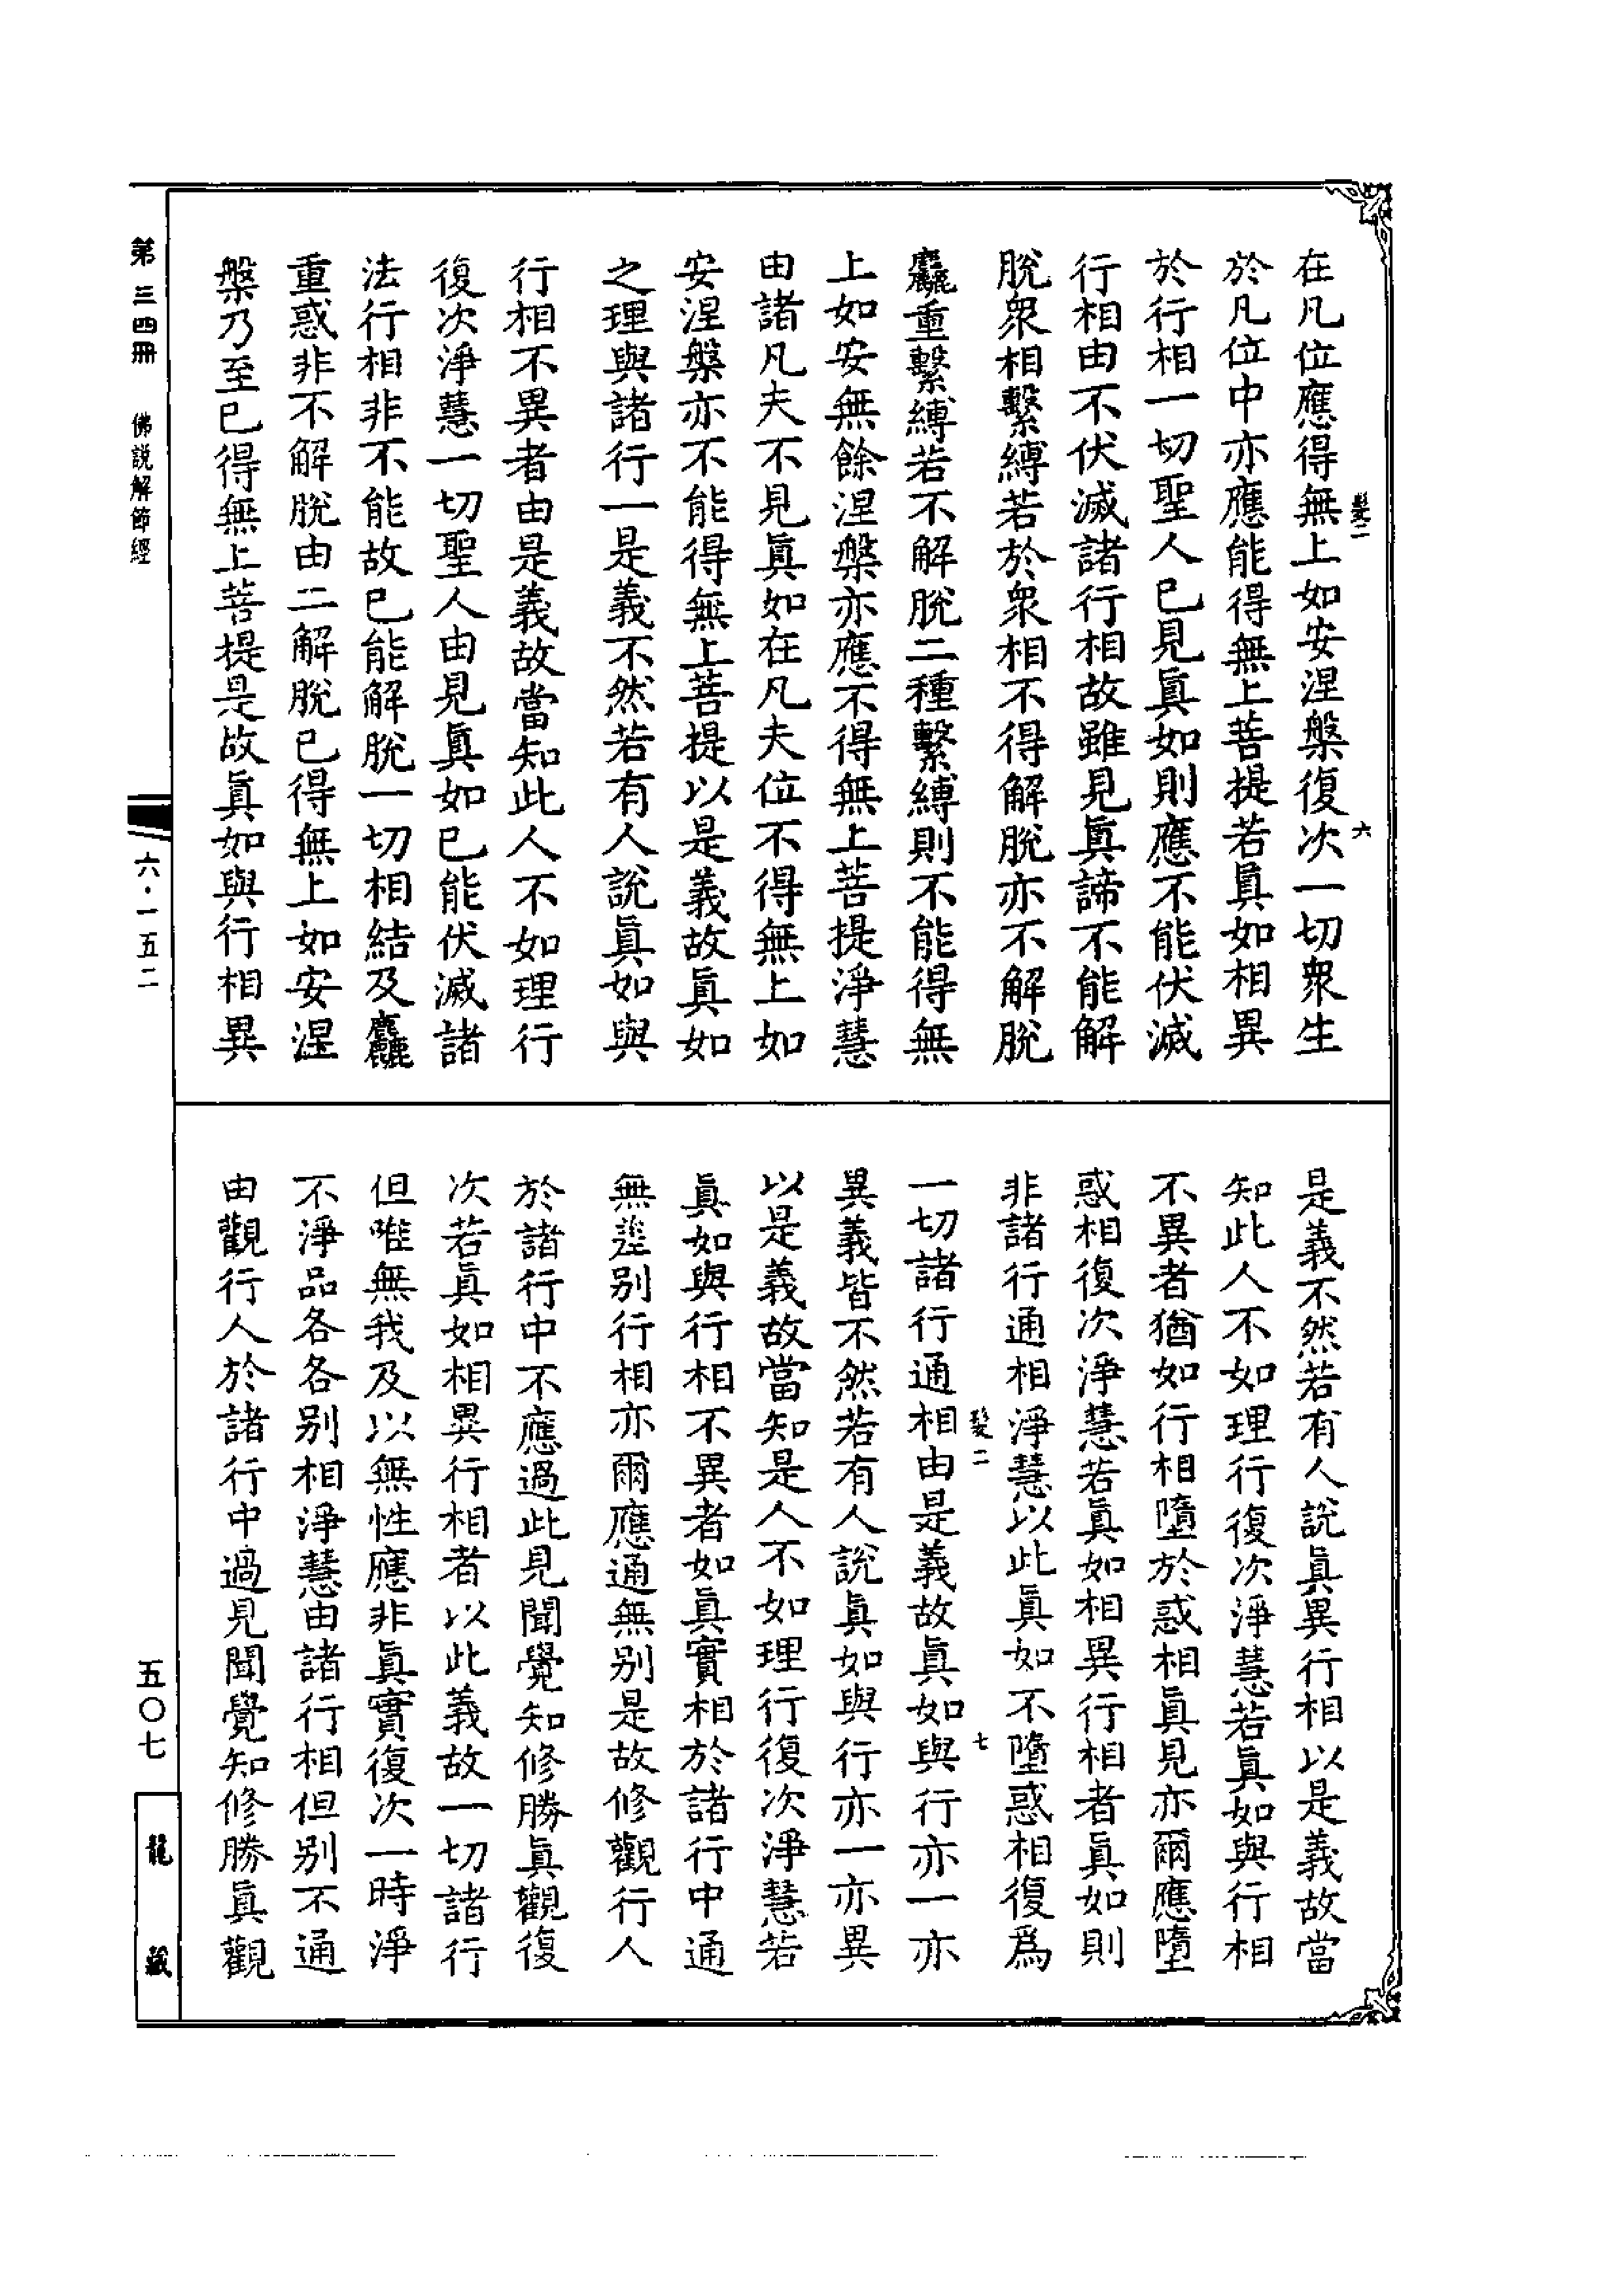 在凡位應得無上如安涅槃復次一切衆生
於凡位中亦應能得無上菩提若眞如相異
於行相一切聖人已見眞如則應不能伏滅
行相由不伏滅諸行相故雖見眞諦不能解
脫衆相繫縛若於衆相不得解脫亦不解脫
麤重繫縛若不解脫二種繫縛則不能得無
上如安無餘涅槃亦應不得無上菩提淨慧
由諸凡夫不見眞如在凡夫位不得無上如
安涅槃亦不能得無上菩提以是義故眞如
之理與諸行一是義不然若有人說眞如與
行相不異者由是義故當知此人不如理行
復次淨慧一切聖人由見眞如已能伏滅諸
法行相非不能故已能解脫一切相結及麤
重惑非不解脫由二解脫已得無上如安涅
槃乃至已得無上菩提是故眞如與行相異
是義不然若有人說眞異行相以是義故當
知此人不如理行復次淨慧若眞如與行相
不異者猶如行相墮於惑相眞見亦爾應墮
惑相復次淨慧若眞如相異行相者眞如則
非諸行通相淨慧以此眞如不墮惑相復爲
一切諸行通相由是義故眞如與行亦一亦
異義皆不然若有人說眞如與行亦一亦異
以是義故當知是人不如理行復次淨慧若
眞如與行相不異者如眞實相於諸行中通
無差別行相亦爾應通無別是故修觀行人
於諸行中不應過此見聞覺知修勝眞觀復
次若眞如相異行相者以此義故一切諸行
但唯無我及以無性應非眞實復次一時淨
不淨品各各別相淨慧由諸行相但別不通
由觀行人於諸行中過見聞覺知修勝眞觀
髮二
六
髮二
七
第三四冊
佛說解節經
六·一五二
五〇七
龍藏